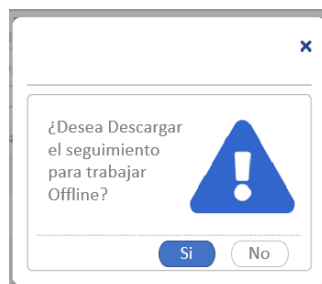 ¿Desea Descargar
el seguimiento
para trabajar
Offline?
Si No